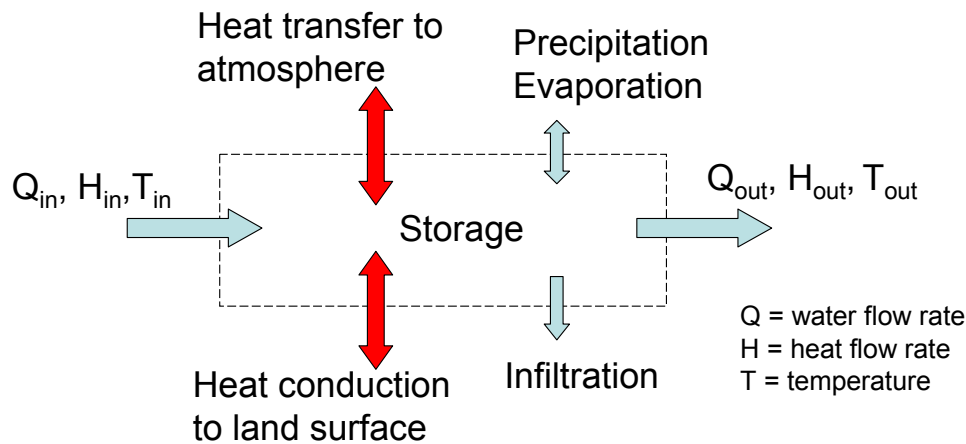 Heat transfer to
atmosphere
Precipitation
Evaporation
Q_in, H_in,T_in
Storage
Q_out, H_out, T_out
Heat conduction
to land surface
Infiltration
Q = water flow rate
H = heat flow rate
T = temperature